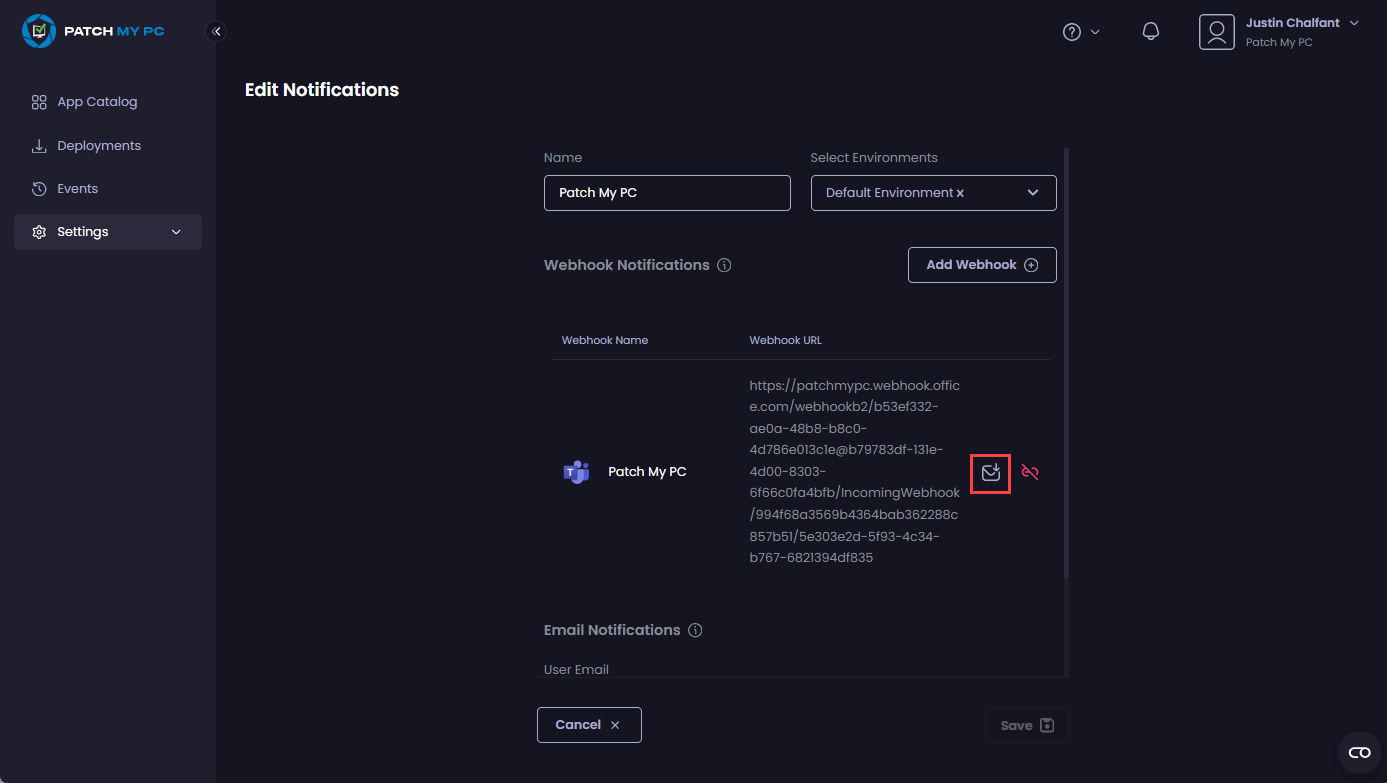 PATCH MY PC
Justin Chalfant
Patch My PC
App Catalog
Deployments
Events
Settings
Edit Notifications
Name
Select Environments
Patch My PC
Default Environment x
Webhook Notifications
Add Webhook
Webhook Name
Webhook URL
T
Patch My PC
https://patchmypc.webhook.offic
e.com/webhookb2/b53ef332-
ae0a-48b8-b8c0-
4d786e013c1e@b79783df-131e-
4d00-8303-
6f66c0fa4bfb/IncomingWebhook
/994f68a3569b4364bab362288c
857b51/5e303e2d-5f93-4c34-
b767-6821394df835
Email Notifications
User Email
Cancel
Save